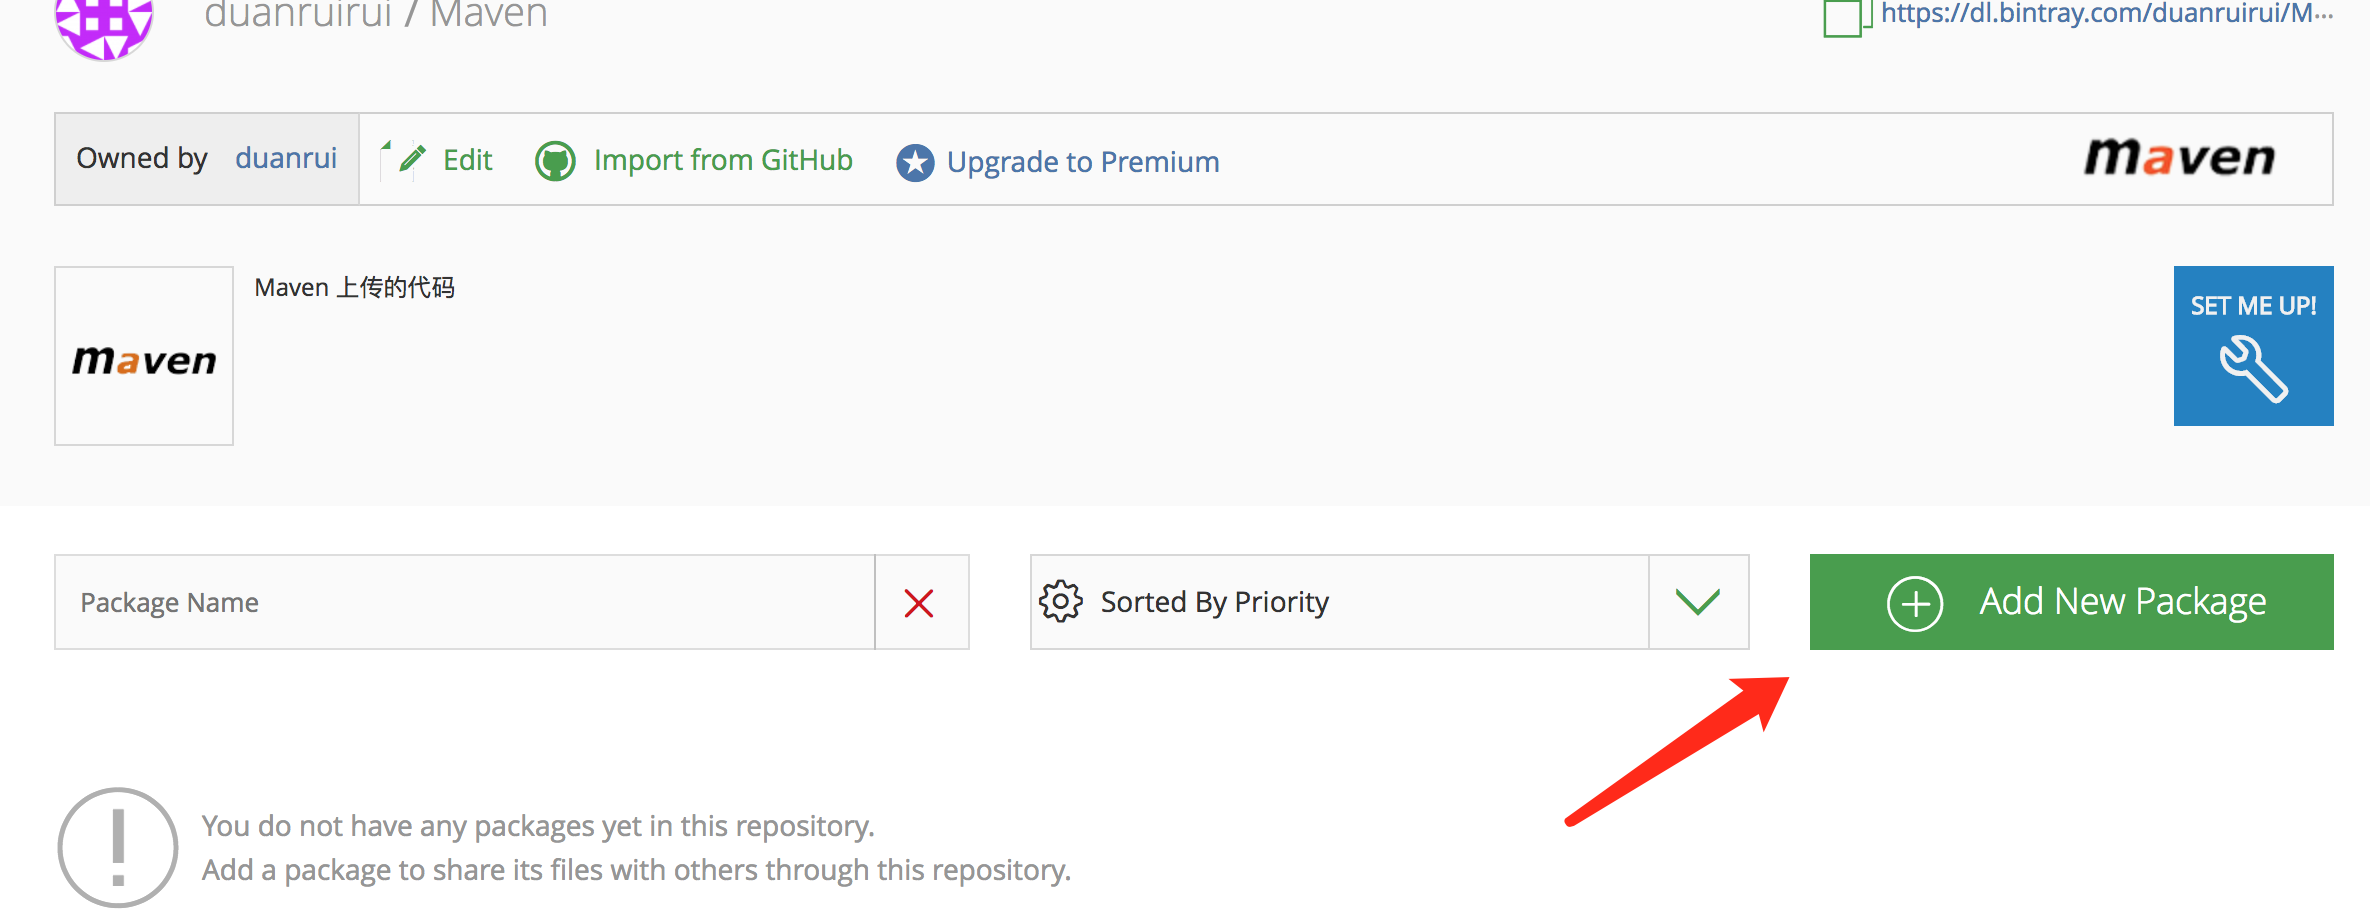 duanruirui / Maven
https://dl.bintray.com/duanruirui/M...
Owned by duanrui
Edit
Import from GitHub
Upgrade to Premium
maven
maven
Maven 上传的代码
SET ME UP!
Package Name
Sorted By Priority
Add New Package
You do not have any packages yet in this repository.
Add a package to share its files with others through this repository.